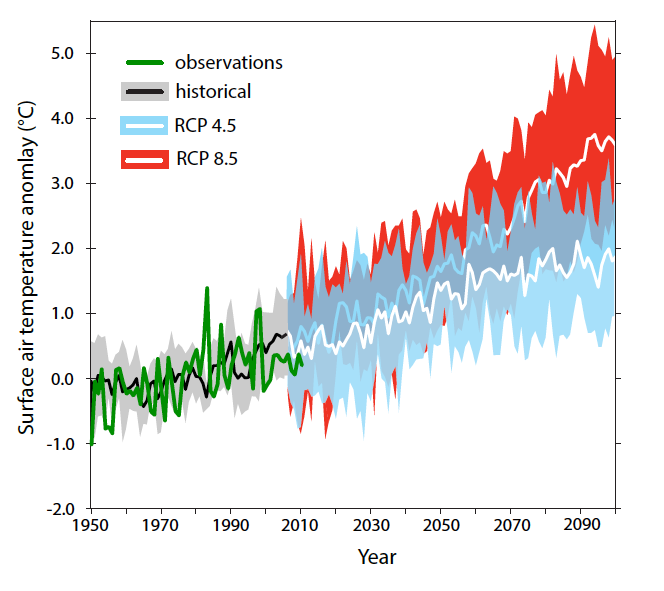 5.0
4.0
3.0
2.0
1.0
0.0
-1.0
-2.0
Surface air temperature anomlay (°C)
observations
historical
RCP 4.5
RCP 8.5
1950 1970 1990 2010 2030 2050 2070 2090
Year